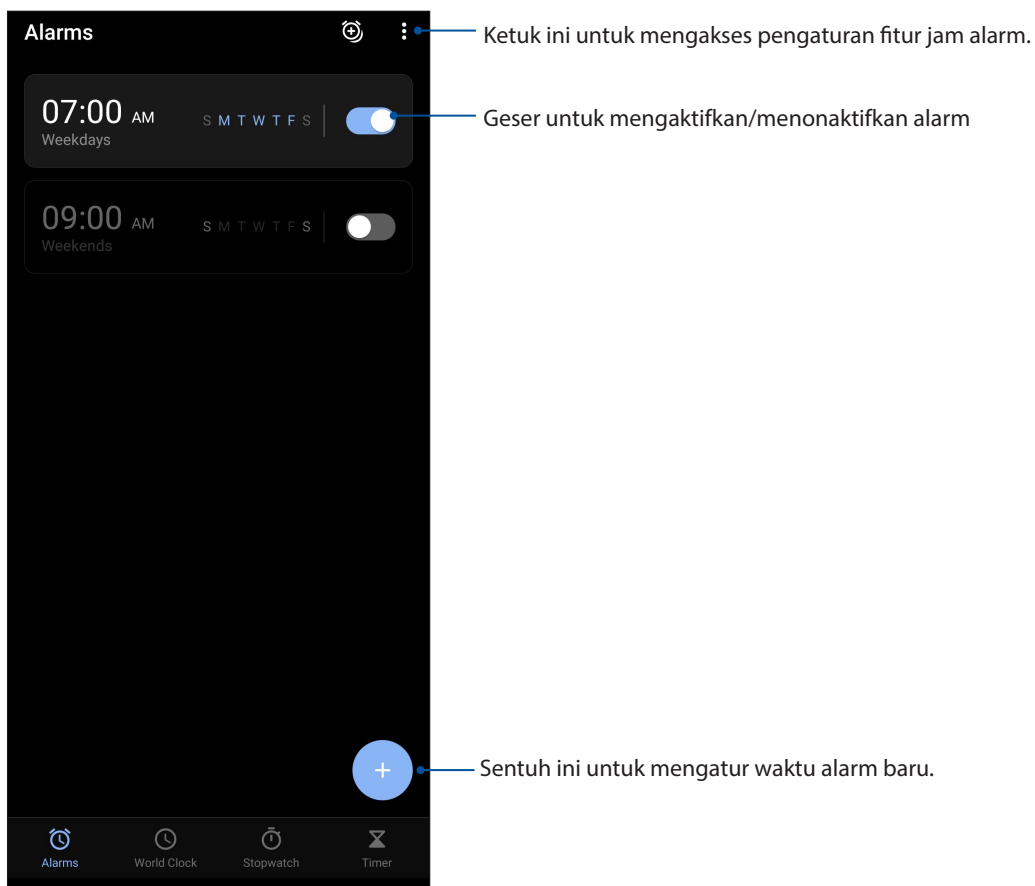 Alarms
Ketuk ini untuk mengakses pengaturan fitur jam alarm.
07:00 AM S M T W T F S
Weekdays
Geser untuk mengaktifkan/menonaktifkan alarm
09:00 AM S M T W T F S
Weekends
+
Sentuh ini untuk mengatur waktu alarm baru.
Alarms World Clock Stopwatch Timer